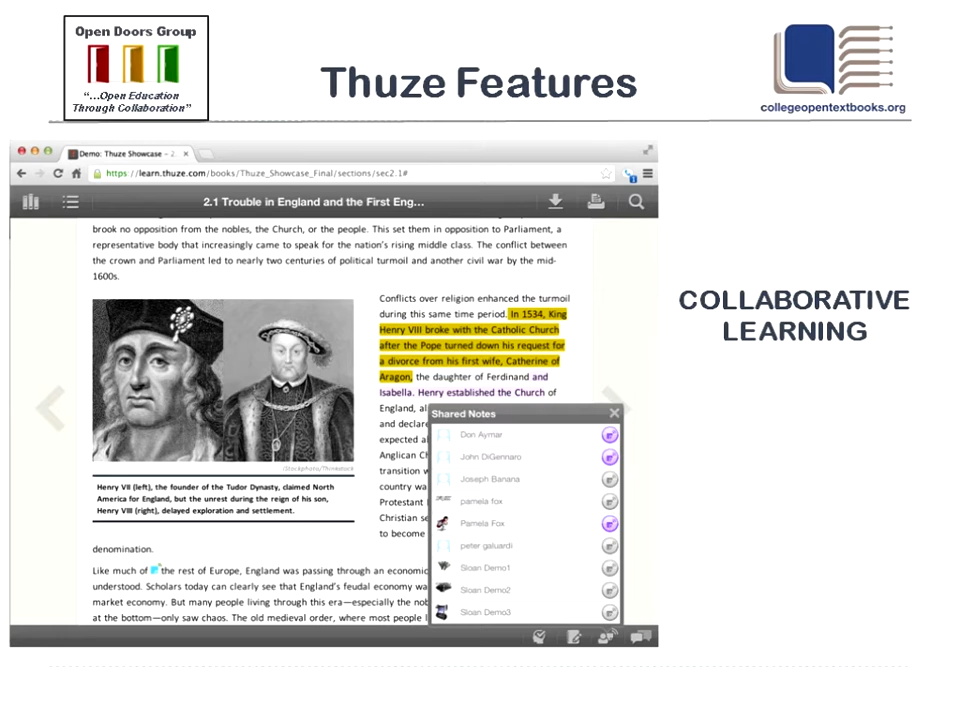 Open Doors Group
"...Open Education
Through Collaboration"
Thuze Features
collegeopentextbooks.org
Demo: Thuze Showcase – 2.
https://learn.thuze.com/books/Thuze_Showcase_Final/sections/sec2.1#
2.1 Trouble in England and the First Eng...
brook no opposition from the nobles, the Church, or the people. This set them in opposition to Parliament, a
representative body that increasingly came to speak for the nation's rising middle class. The conflict between
the crown and Parliament led to nearly two centuries of political turmoil and another civil war by the mid-
1600s.
Conflicts over religion enhanced the turmoil
during this same time period. In 1534, King
Henry VIII broke with the Catholic Church
after the Pope turned down his request for
a divorce from his first wife, Catherine of
Aragon, the daughter of Ferdinand and
Isabella. Henry established the Church of
England, al
and declare
expected al
Anglican Ch
transition w
country wa
Protestant
Christian se
to become
denomination.
iStockphoto/Thinkstock
Henry VII (left), the founder of the Tudor Dynasty, claimed North
America for England, but the unrest during the reign of his son,
Henry VIII (right), delayed exploration and settlement.
Like much of the rest of Europe, England was passing through an economic
understood. Scholars today can clearly see that England's feudal economy wa
market economy. But many people living through this era—especially the nob
at the bottom—only saw chaos. The old medieval order, where most people l
Shared Notes
Don Aymar
John DiGennaro
Joseph Banana
pamela fox
Pamela Fox
peter galuardi
Sloan Demo1
Sloan Demo2
Sloan Demo3
COLLABORATIVE
LEARNING